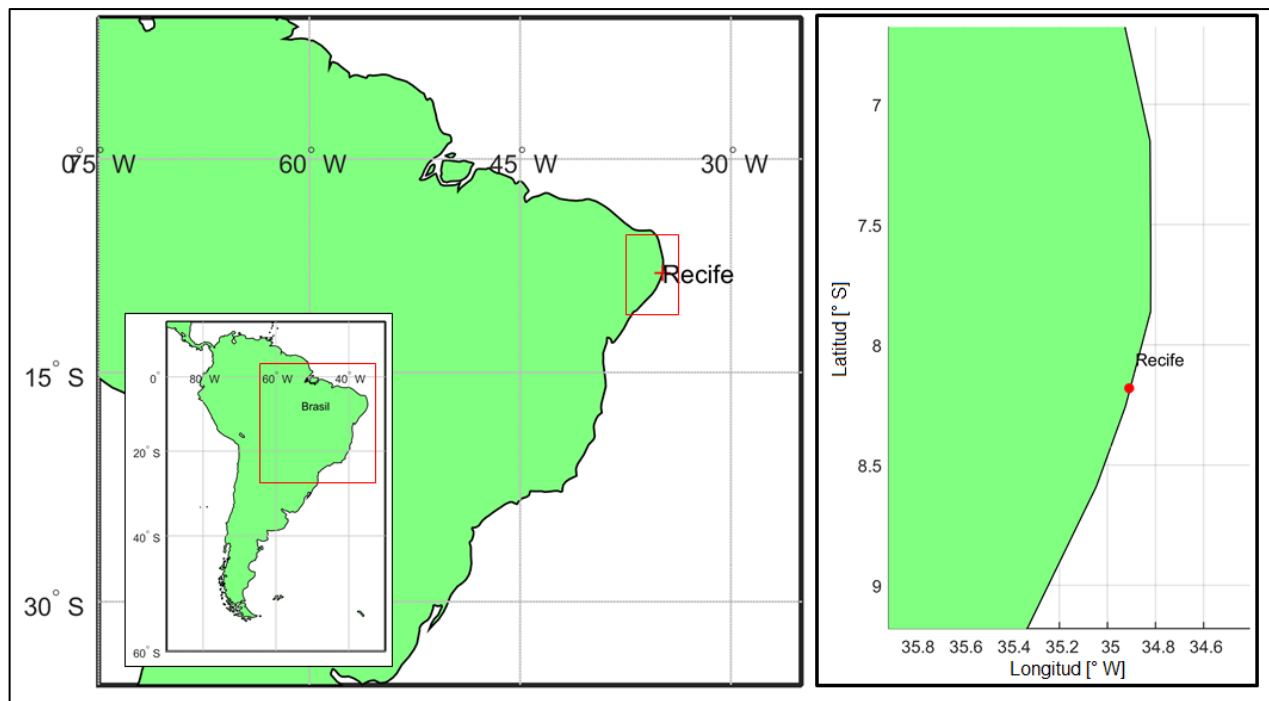 0° 75° W 60° W 45° W 30° W
Recife
15° S
30° S
0° 80° W 60° W 40° W
Brasil
20° S
40° S
60° S
Latitud [° S]
7
7.5
8
Recife
8.5
9
35.8 35.6 35.4 35.2 35 34.8 34.6
Longitud [° W]